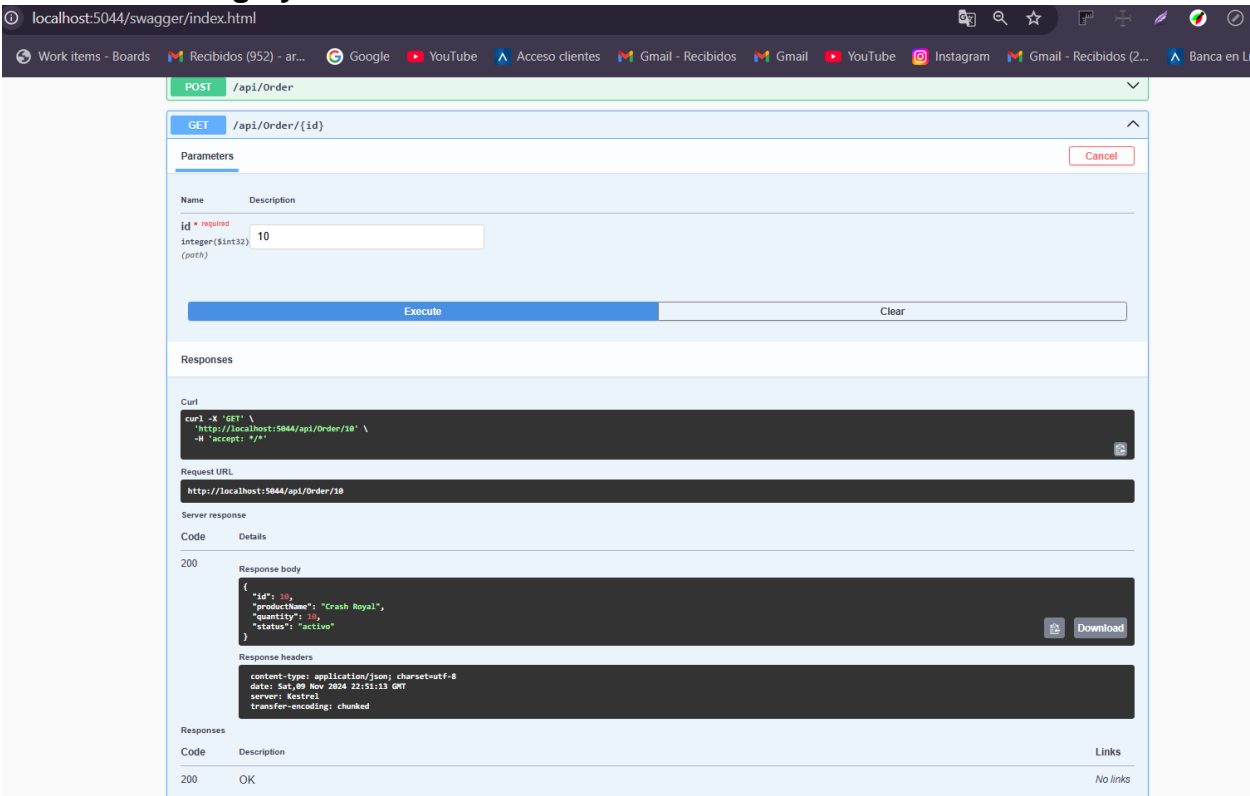 localhost:5044/swagger/index.html
Work items - Boards Recibidos (952) - ar... Google YouTube Acceso clientes Gmail - Recibidos Gmail YouTube Instagram Gmail - Recibidos (2... Banca en L
POST /api/Order
GET /api/Order/{id}
Parameters Cancel
Name Description
id * required
integer($int32) 10
(path)
Execute Clear
Responses
Curl
curl -X 'GET' \
'http://localhost:5044/api/Order/10' \
-H 'accept: */*'
Request URL
http://localhost:5044/api/Order/10
Server response
Code Details
200 Response body
{
"id": 10,
"productName": "Crash Royal",
"quantity": 10,
"status": "activo"
}
Download
Response headers
content-type: application/json; charset=utf-8
date: Sat,09 Nov 2024 22:51:13 GMT
server: Kestrel
transfer-encoding: chunked
Responses
Code Description Links
200 OK No links